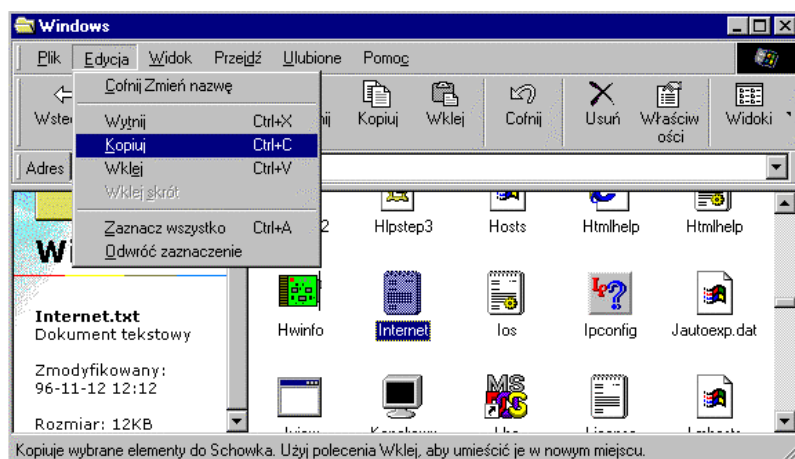 Windows
Plik Edycja Widok Przejdź Ulubione Pomoc
Cofnij Zmień nazwę
Wytnij Ctrl+X
Kopiuj Ctrl+C
Wklej Ctrl+V
Wklej skrót
Zaznacz wszystko Ctrl+A
Odwróć zaznaczenie
Kopiuj Wklej Cofnij Usuń Właściw
ości Widoki
Adres
Internet.txt
Dokument tekstowy
Zmodyfikowany:
96-11-12 12:12
Rozmiar: 12KB
Hlpstep3 Hosts Htmlhelp Htmlhelp
Hwinfo Internet Ios Ipconfig Jautoexp.dat
Kopiuje wybrane elementy do Schowka. Użyj polecenia Wklej, aby umieścić je w nowym miejscu.